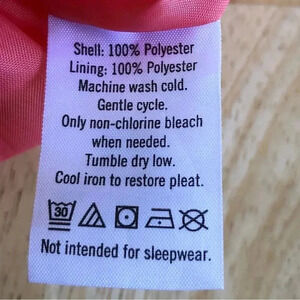 Shell: 100% Polyester
Lining: 100% Polyester
Machine wash cold.
Gentle cycle.
Only non-chlorine bleach
when needed.
Tumble dry low.
Cool iron to restore pleat.
30
Not intended for sleepwear.